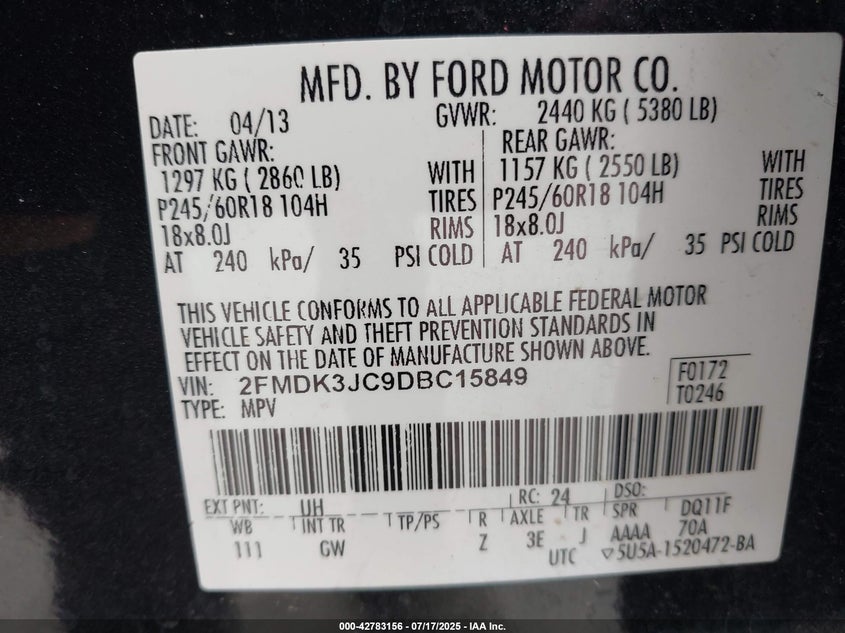 MFD. BY FORD MOTOR CO.
DATE: 04/13 GVWR: 2440 KG ( 5380 LB)
FRONT GAWR: REAR GAWR:
1297 KG ( 2860 LB) WITH 1157 KG ( 2550 LB) WITH
P245/60R18 104H TIRES P245/60R18 104H TIRES
18x8.0J RIMS 18x8.0J RIMS
AT 240 kPa/ 35 PSI COLD AT 240 kPa/ 35 PSI COLD
THIS VEHICLE CONFORMS TO ALL APPLICABLE FEDERAL MOTOR
VEHICLE SAFETY AND THEFT PREVENTION STANDARDS IN
EFFECT ON THE DATE OF MANUFACTURE SHOWN ABOVE.
VIN: 2FMDK3JC9DBC15849 F0172
TYPE: MPV T0246
EXT PNT: UH RC: 24 DSO:
WB INT TR TP/PS R AXLE TR SPR DQ11F
111 GW Z 3E J AAAA 70A
UTC ▽5U5A-1520472-BA
000-42783156 | 07/17/2025 - IAA Inc.